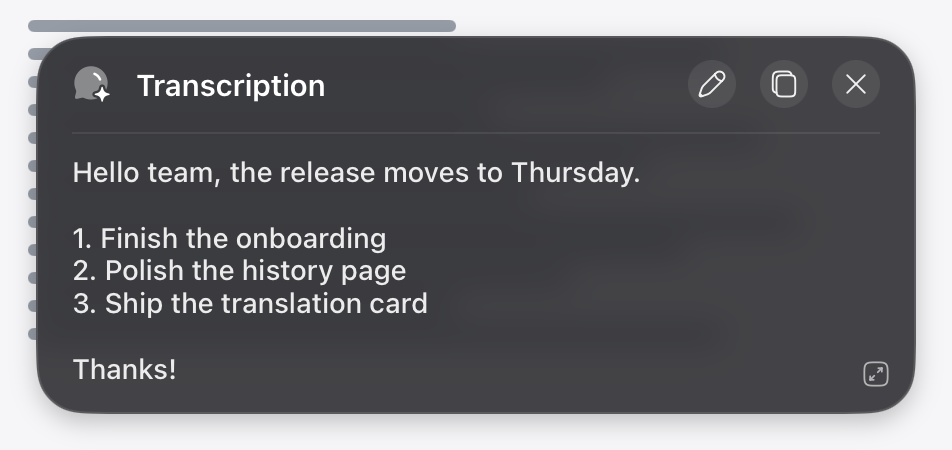 Transcription
Hello team, the release moves to Thursday.
1. Finish the onboarding
2. Polish the history page
3. Ship the translation card
Thanks!